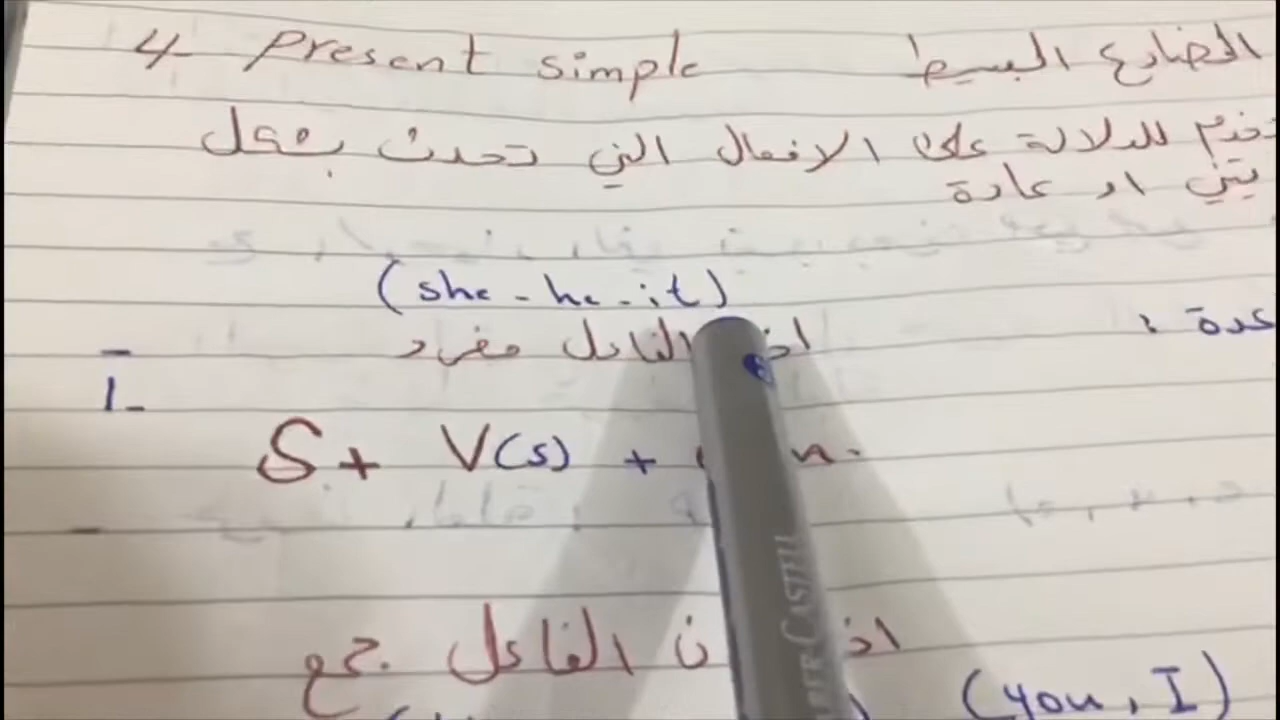 4- Present simple المضارع البسيط
للدلالة على الافعال التي تحدث بشكل
او عادة
(she - he - it)
الفاعل مفرد
1-
S + V(s) +
الفاعل جمع
(you, I)
CASTELL